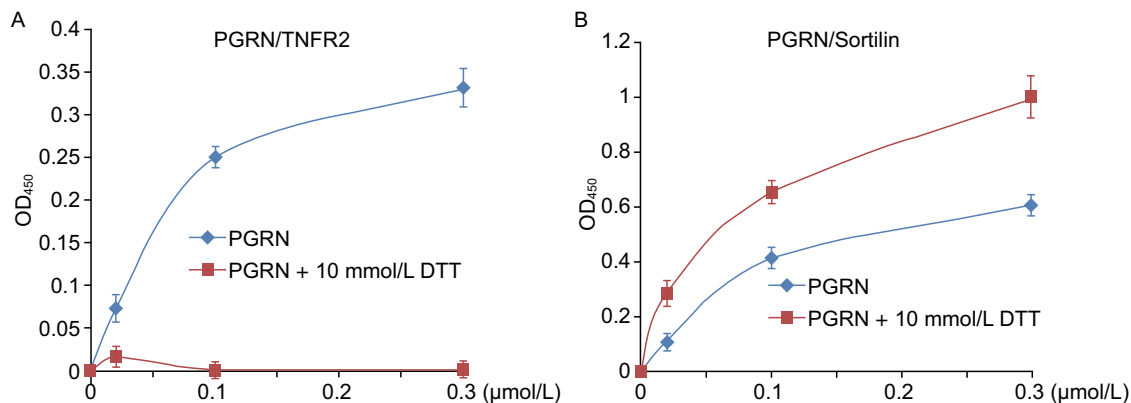 A
PGRN/TNFR2
0.4
0.35
0.3
0.25
0.2
0.15
0.1
0.05
0
OD₄₅₀
PGRN
PGRN + 10 mmol/L DTT
0 0.1 0.2 0.3 (μmol/L)
B
PGRN/Sortilin
1.2
1
0.8
0.6
0.4
0.2
0
OD₄₅₀
PGRN
PGRN + 10 mmol/L DTT
0 0.1 0.2 0.3 (μmol/L)